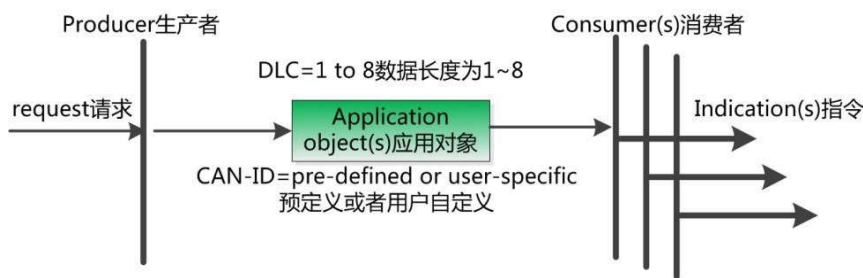 Producer生产者
Consumer(s)消费者
DLC=1 to 8数据长度为1~8
request请求
Application
object(s)应用对象
Indication(s)指令
CAN-ID=pre-defined or user-specific
预定义或者用户自定义